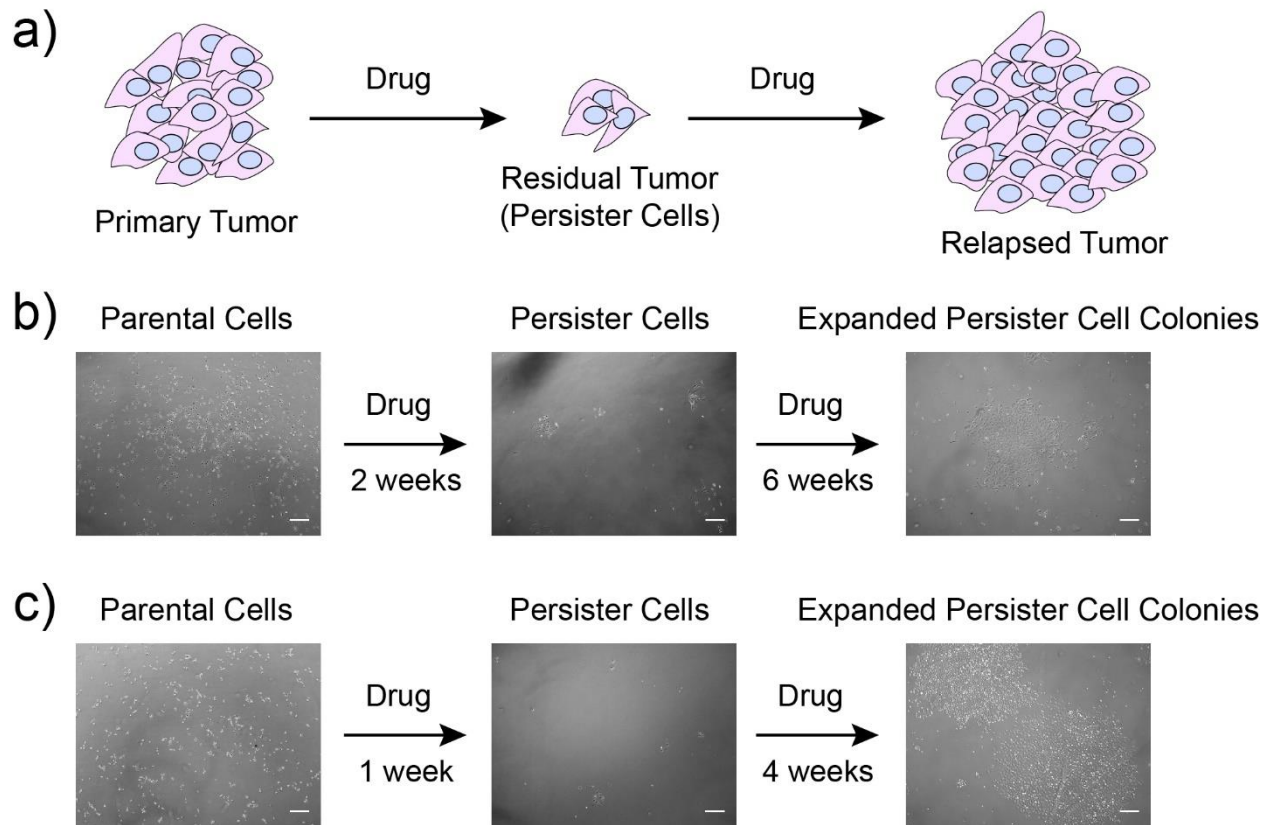 a)
Drug
Drug
Primary Tumor
Residual Tumor
(Persister Cells)
Relapsed Tumor
b)
Parental Cells
Persister Cells
Expanded Persister Cell Colonies
Drug
2 weeks
Drug
6 weeks
c)
Parental Cells
Persister Cells
Expanded Persister Cell Colonies
Drug
1 week
Drug
4 weeks